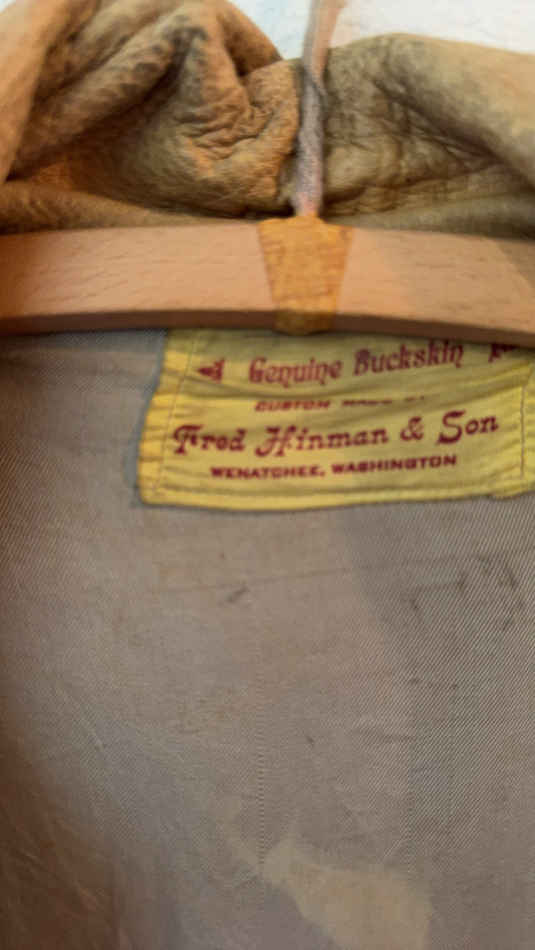 Genuine Buckskin
CUSTOM MADE BY
Fred Hinman & Son
WENATCHEE, WASHINGTON